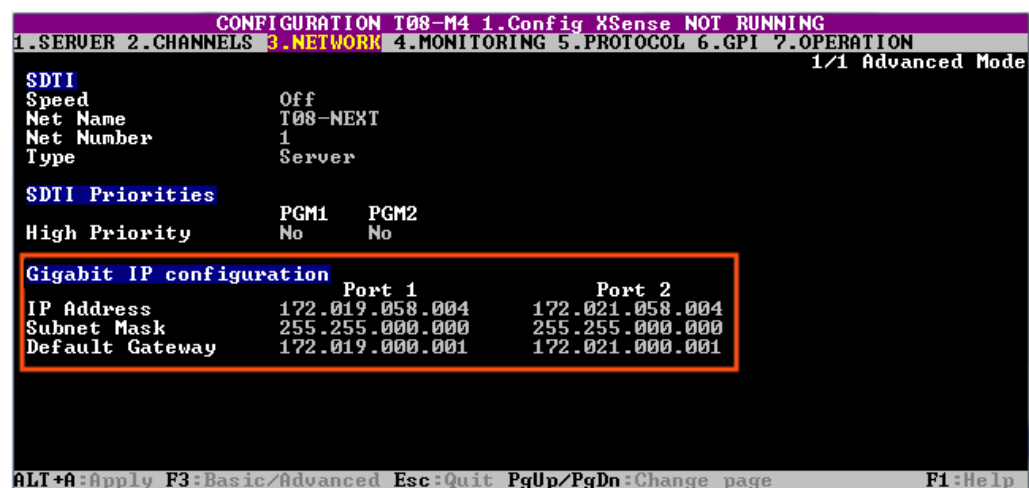 CONFIGURATION T08-M4 1.Config XSense NOT RUNNING
1.SERVER 2.CHANNELS 3.NETWORK 4.MONITORING 5.PROTOCOL 6.GPI 7.OPERATION
1/1 Advanced Mode
SDTI
Speed Off
Net Name T08-NEXT
Net Number 1
Type Server
SDTI Priorities
PGM1 PGM2
High Priority No No
Gigabit IP configuration
Port 1 Port 2
IP Address 172.019.058.004 172.021.058.004
Subnet Mask 255.255.000.000 255.255.000.000
Default Gateway 172.019.000.001 172.021.000.001
ALT+A:Apply F3:Basic/Advanced Esc:Quit PgUp/PgDn:Change page F1:Help